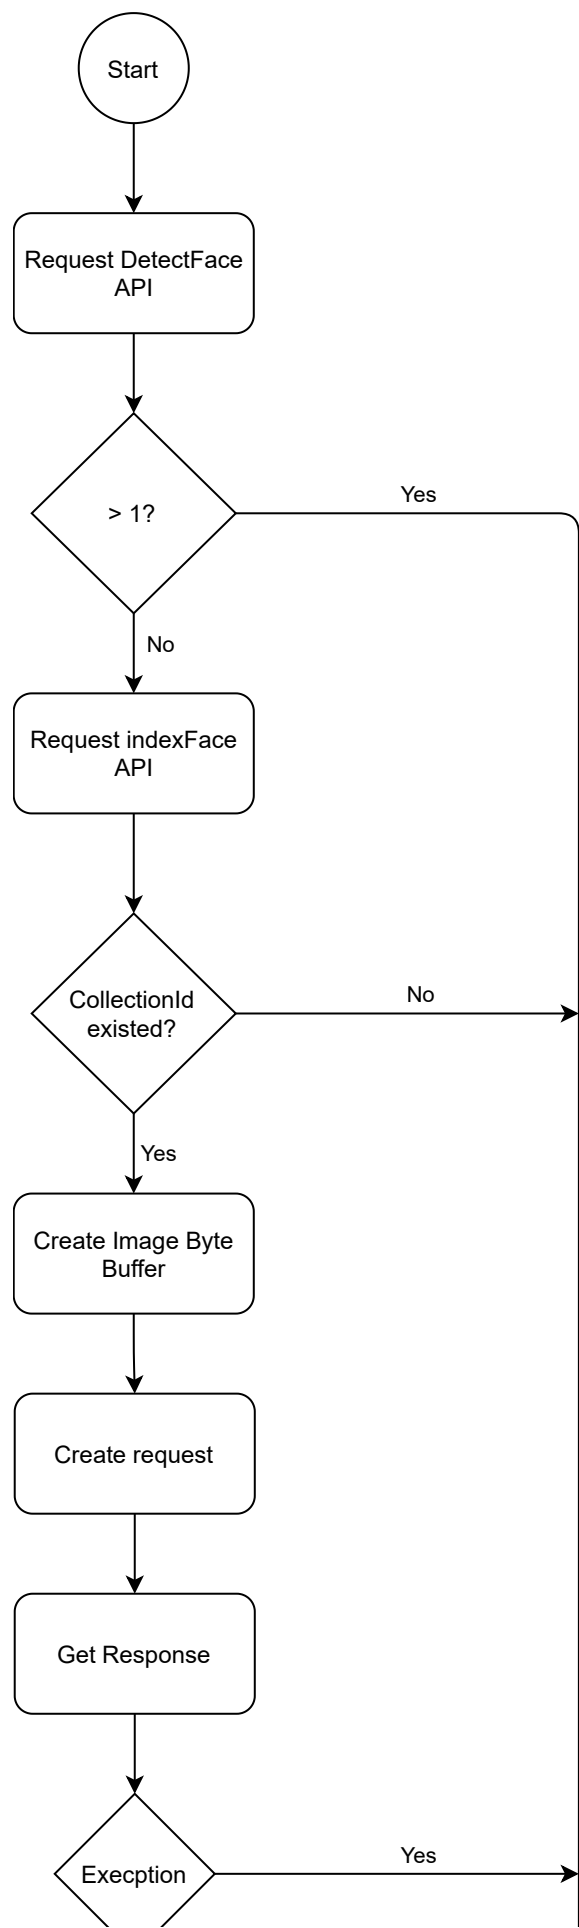 Start
Request DetectFace
API
> 1?
Yes
No
Request indexFace
API
CollectionId
existed?
No
Yes
Create Image Byte
Buffer
Create request
Get Response
Execption
Yes